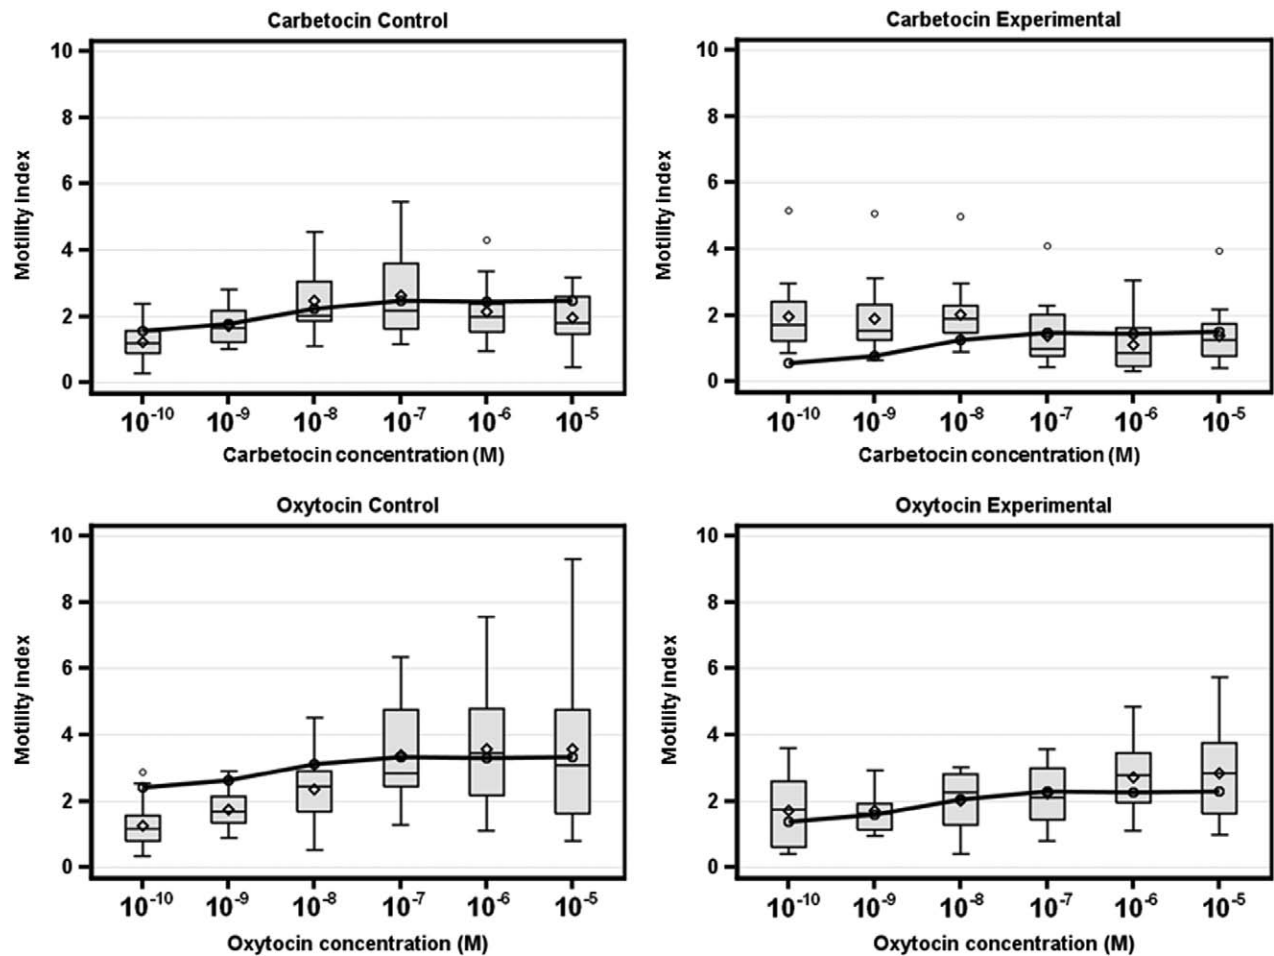 Carbetocin Control
Motility Index
10
8
6
4
2
0
10⁻¹⁰ 10⁻⁹ 10⁻⁸ 10⁻⁷ 10⁻⁶ 10⁻⁵
Carbetocin concentration (M)
Carbetocin Experimental
Motility Index
10
8
6
4
2
0
10⁻¹⁰ 10⁻⁹ 10⁻⁸ 10⁻⁷ 10⁻⁶ 10⁻⁵
Carbetocin concentration (M)
Oxytocin Control
Motility Index
10
8
6
4
2
0
10⁻¹⁰ 10⁻⁹ 10⁻⁸ 10⁻⁷ 10⁻⁶ 10⁻⁵
Oxytocin concentration (M)
Oxytocin Experimental
Motility Index
10
8
6
4
2
0
10⁻¹⁰ 10⁻⁹ 10⁻⁸ 10⁻⁷ 10⁻⁶ 10⁻⁵
Oxytocin concentration (M)